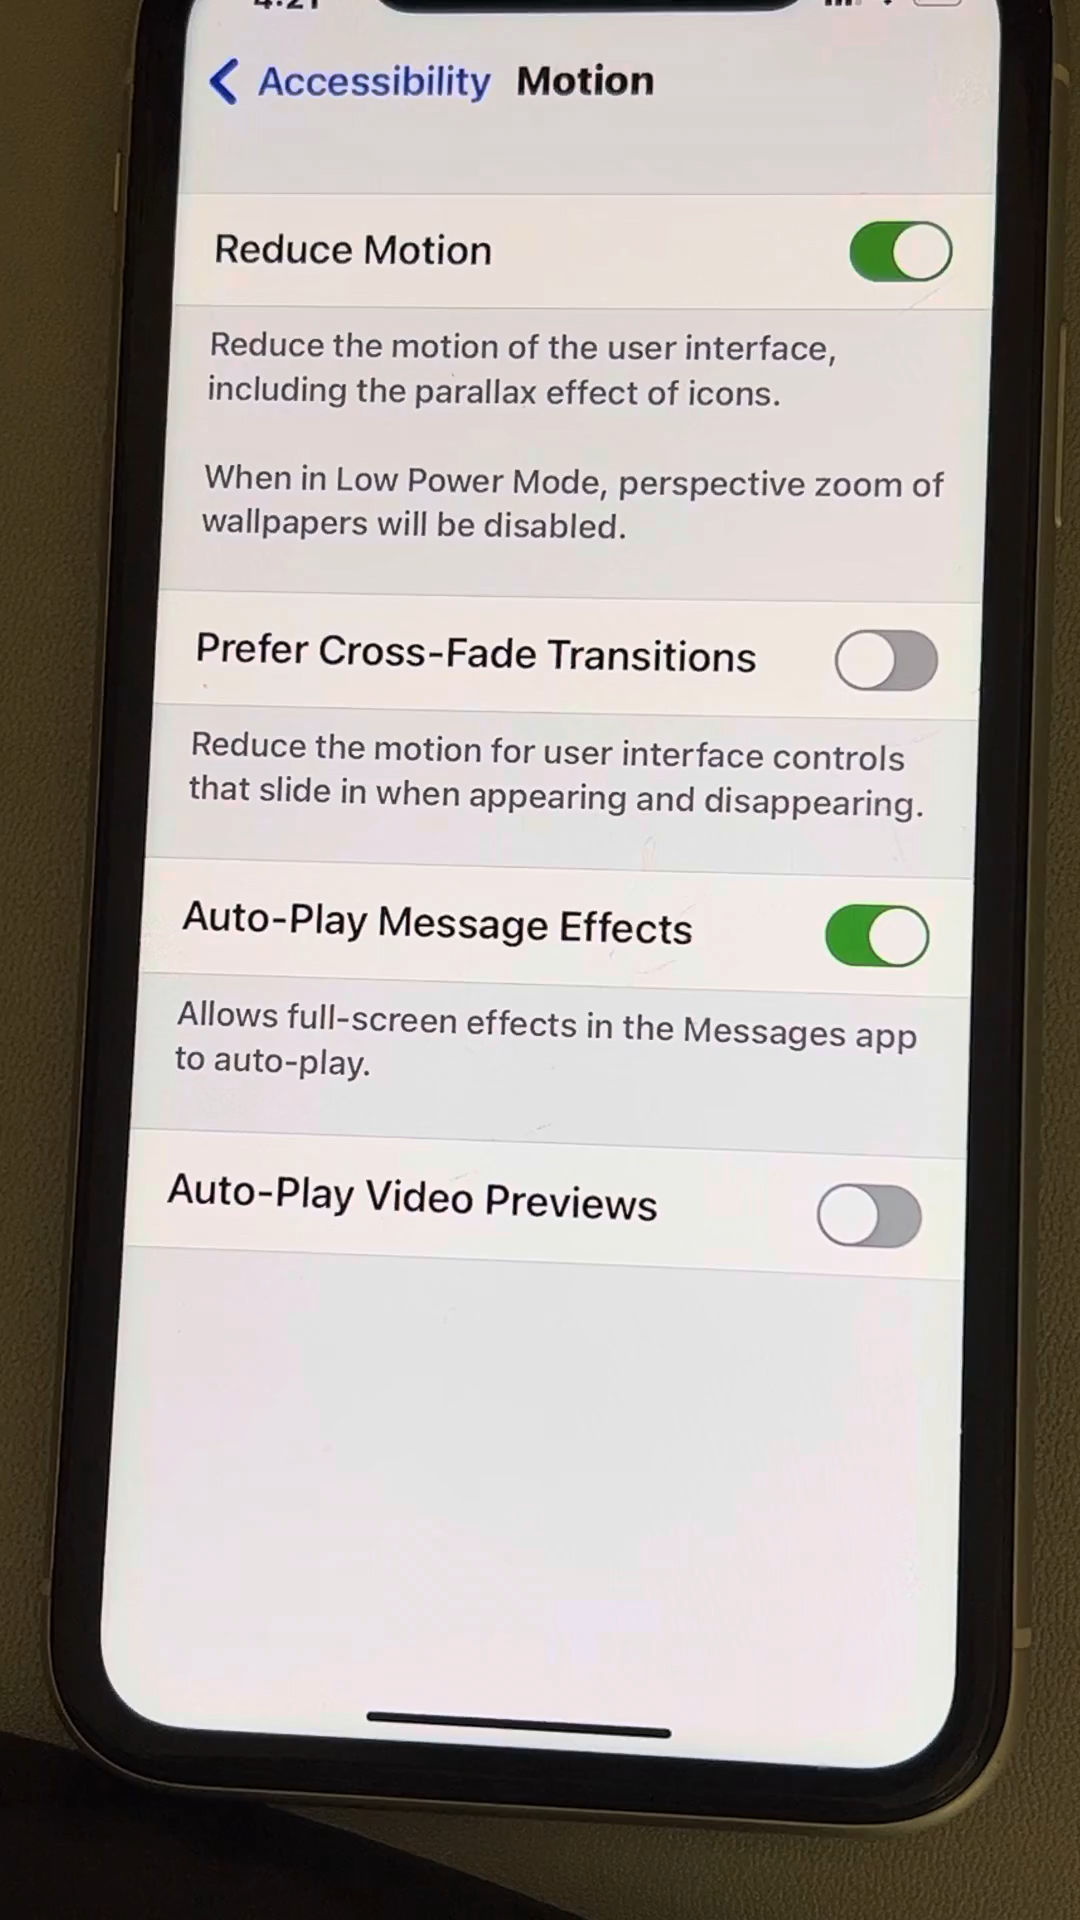 Accessibility Motion
Reduce Motion
Reduce the motion of the user interface,
including the parallax effect of icons.
When in Low Power Mode, perspective zoom of
wallpapers will be disabled.
Prefer Cross-Fade Transitions
Reduce the motion for user interface controls
that slide in when appearing and disappearing.
Auto-Play Message Effects
Allows full-screen effects in the Messages app
to auto-play.
Auto-Play Video Previews